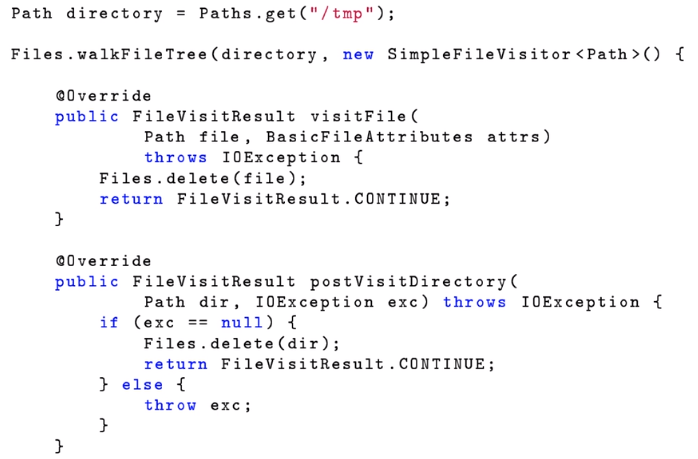 Path directory = Paths.get("/tmp");
Files.walkFileTree(directory, new SimpleFileVisitor<Path>() {
@Override
public FileVisitResult visitFile(
Path file, BasicFileAttributes attrs)
throws IOException {
Files.delete(file);
return FileVisitResult.CONTINUE;
}
@Override
public FileVisitResult postVisitDirectory(
Path dir, IOException exc) throws IOException {
if (exc == null) {
Files.delete(dir);
return FileVisitResult.CONTINUE;
} else {
throw exc;
}
}